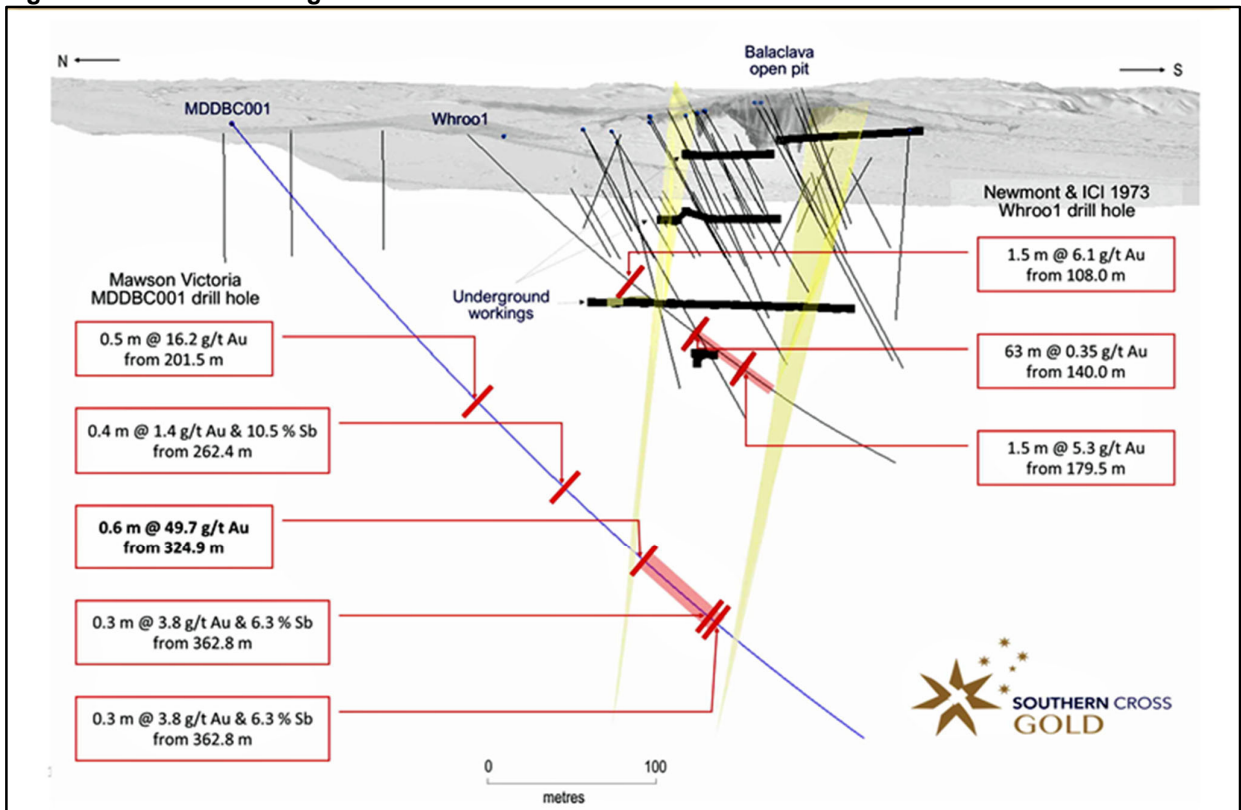 N
S
Balaclava
open pit
MDDBC001
Whroo1
Newmont & ICI 1973
Whroo1 drill hole
1.5 m @ 6.1 g/t Au
from 108.0 m
Mawson Victoria
MDDBC001 drill hole
Underground
workings
0.5 m @ 16.2 g/t Au
from 201.5 m
63 m @ 0.35 g/t Au
from 140.0 m
0.4 m @ 1.4 g/t Au & 10.5 % Sb
from 262.4 m
1.5 m @ 5.3 g/t Au
from 179.5 m
0.6 m @ 49.7 g/t Au
from 324.9 m
0.3 m @ 3.8 g/t Au & 6.3 % Sb
from 362.8 m
0.3 m @ 3.8 g/t Au & 6.3 % Sb
from 362.8 m
SOUTHERN CROSS
GOLD
0 100
metres